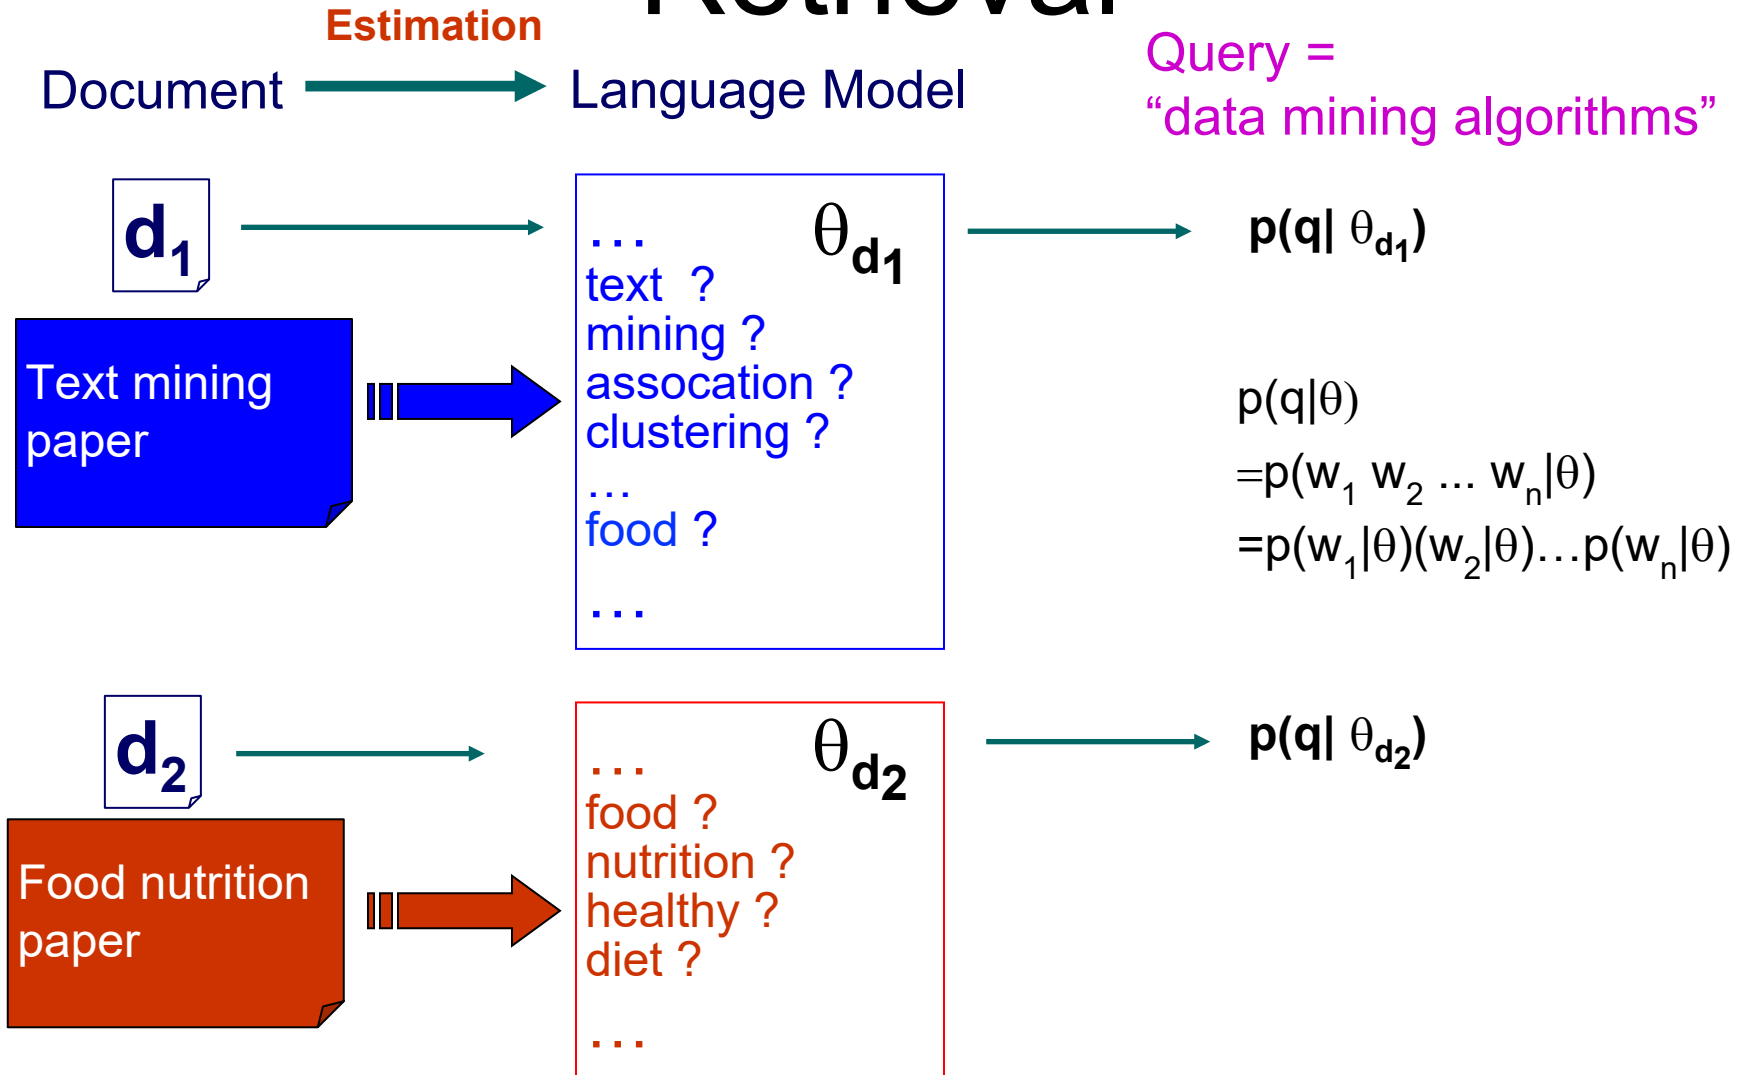 Retrieval
Estimation
Document
Language Model
Query =
“data mining algorithms”
d1
…
θd1
text ?
mining ?
assocation ?
clustering ?
…
food ?
…
p(q| θd1)
Text mining
paper
p(q|θ)
=p(w1 w2 ... wn|θ)
=p(w1|θ)(w2|θ)…p(wn|θ)
d2
…
θd2
food ?
nutrition ?
healthy ?
diet ?
…
p(q| θd2)
Food nutrition
paper